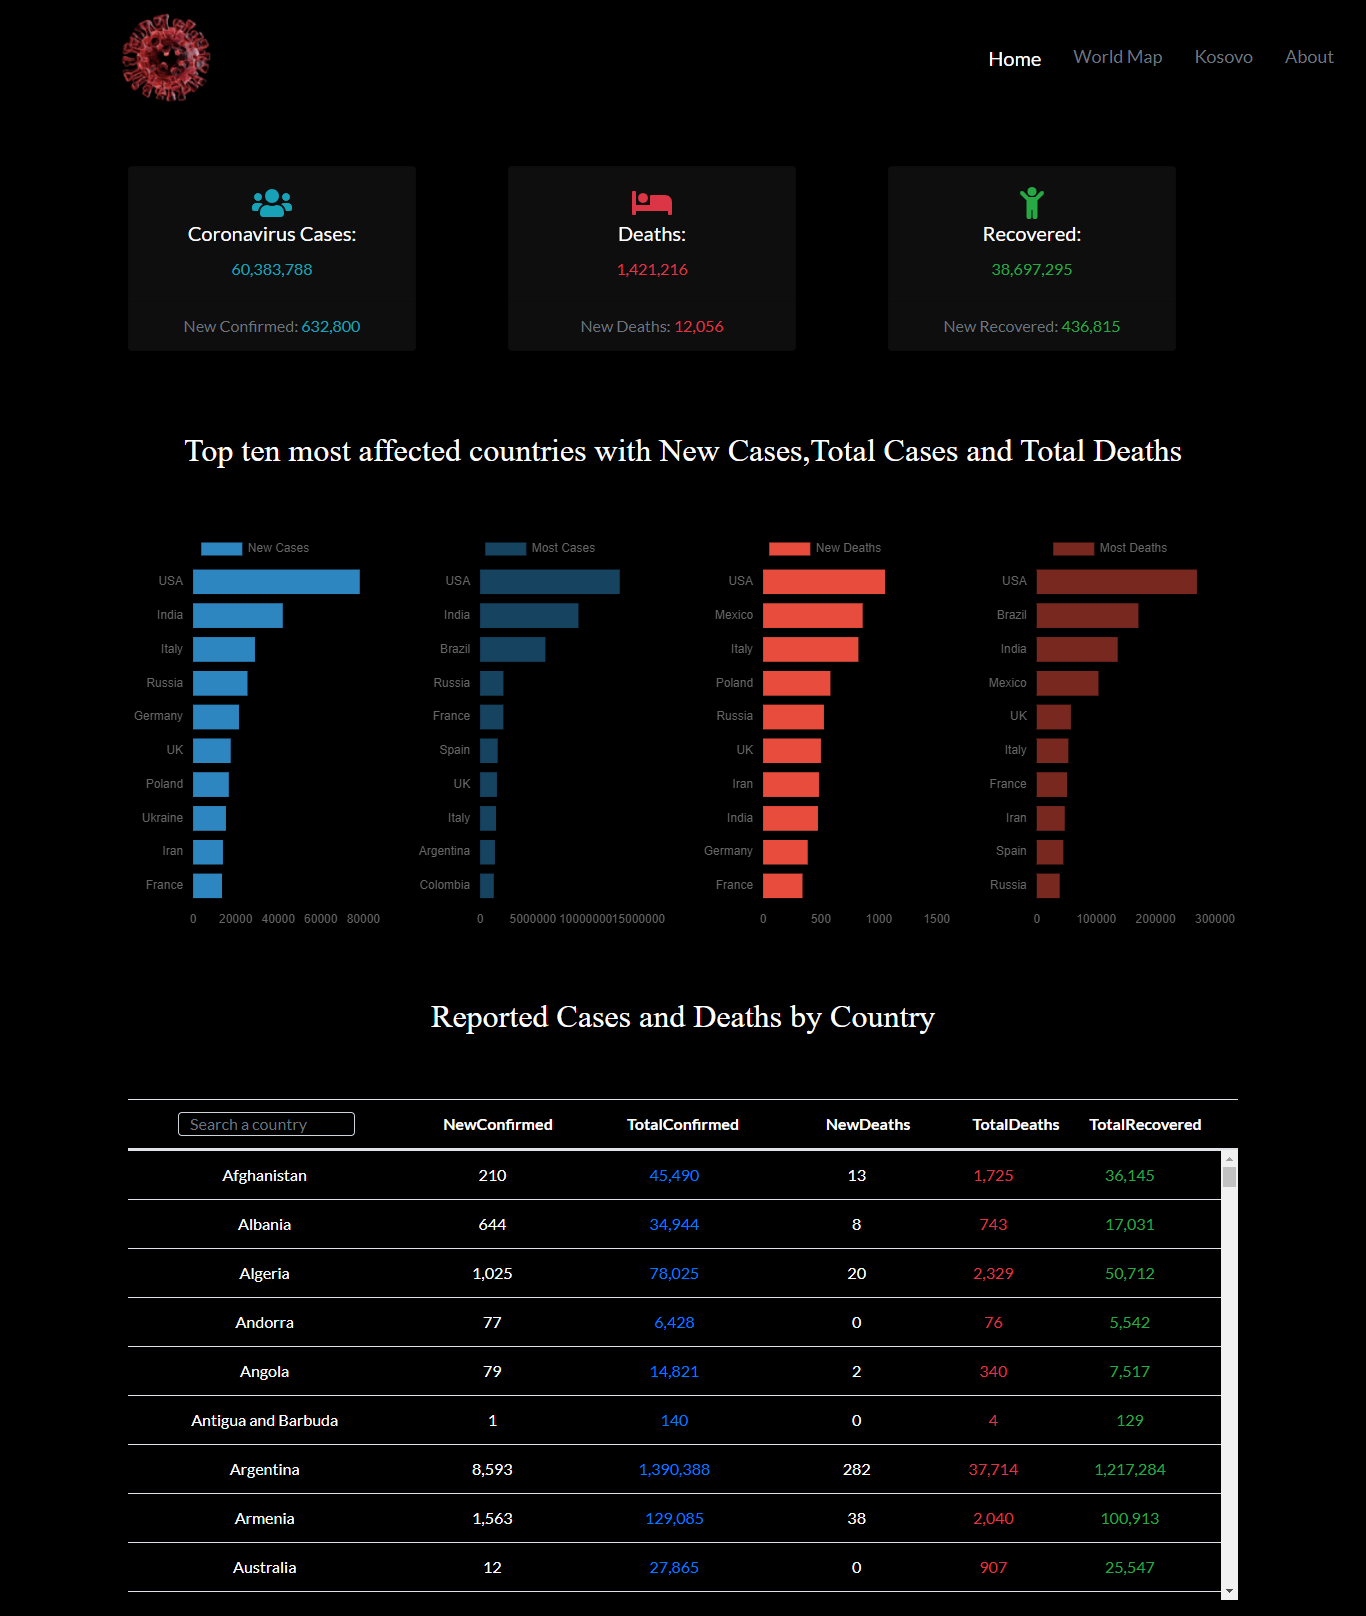 Home World Map Kosovo About
Coronavirus Cases:
60,383,788
New Confirmed: 632,800
Deaths:
1,421,216
New Deaths: 12,056
Recovered:
38,697,295
New Recovered: 436,815
Top ten most affected countries with New Cases,Total Cases and Total Deaths
New Cases
USA
India
Italy
Russia
Germany
UK
Poland
Ukraine
Iran
France
0 20000 40000 60000 80000
Most Cases
USA
India
Brazil
Russia
France
Spain
UK
Italy
Argentina
Colombia
0 5000000 10000000 15000000
New Deaths
USA
Mexico
Italy
Poland
Russia
UK
Iran
India
Germany
France
0 500 1000 1500
Most Deaths
USA
Brazil
India
Mexico
UK
Italy
France
Iran
Spain
Russia
0 100000 200000 300000
Reported Cases and Deaths by Country
Search a country NewConfirmed TotalConfirmed NewDeaths TotalDeaths TotalRecovered
Afghanistan 210 45,490 13 1,725 36,145
Albania 644 34,944 8 743 17,031
Algeria 1,025 78,025 20 2,329 50,712
Andorra 77 6,428 0 76 5,542
Angola 79 14,821 2 340 7,517
Antigua and Barbuda 1 140 0 4 129
Argentina 8,593 1,390,388 282 37,714 1,217,284
Armenia 1,563 129,085 38 2,040 100,913
Australia 12 27,865 0 907 25,547